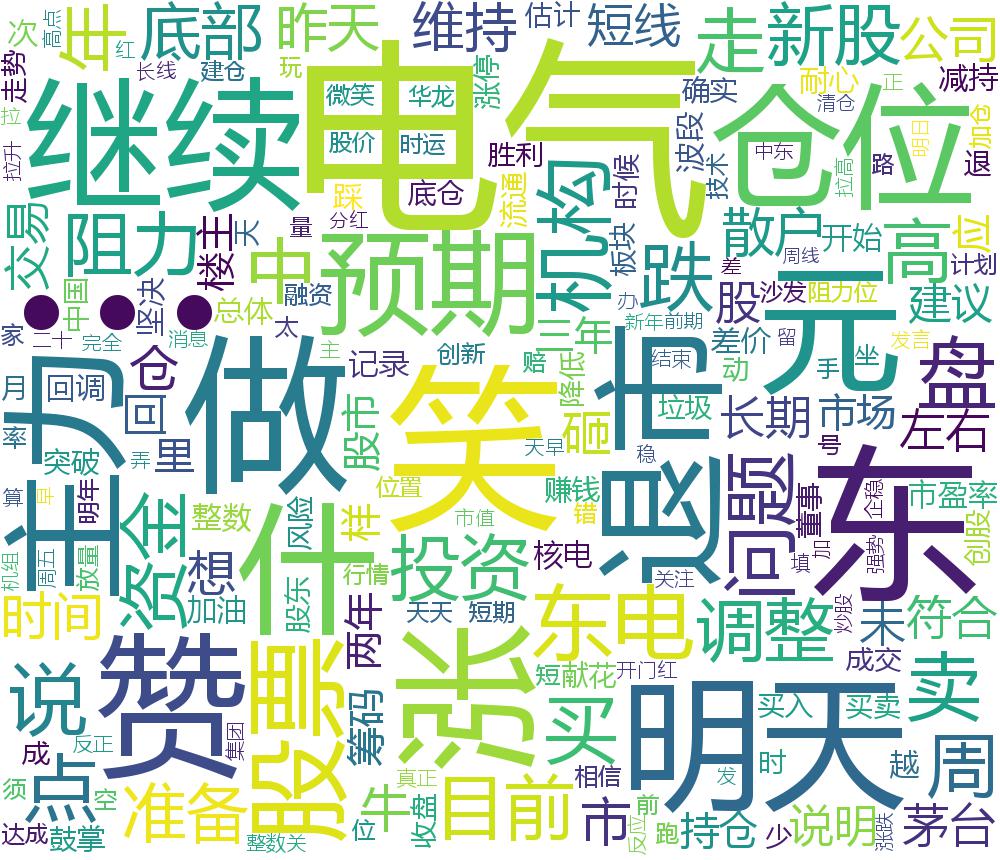 高点
次
红
年
底部
昨天
维持
估计
短线
走
新股
公司
走势
长线
建仓
玩
张停
微笑
华龙
确实
耐心
正
减持
拉
继续
电气
仓位
清仓
明日
加仓
拉升
股价
时运
胜利
波段
中东
踩
底仓
流通
时候
技术
拉高
路
退
交易
阻力
楼主
天
量
分红
机构
板块
散户
开始
高
应
中
预期
跌
差
周线
计划
●●●
中国
坚决
总体
融资
办
股
沙发
阻力位
建议
家
二十
完全
消息
太
主
三年
新年前期
差价
留
发言
元
力
仓
做
记录
创新
赔
降低
市
结束
动
手
坐
盘
月
回调
回
笑
股市
砸
垃圾
长期
市场
左右
率
突破
弄
里
天早
稳
号
东
算
早
明年
主
资金
整数
什
风险
样
位置
市值
赚钱
错
退
问题
董事
企稳
市盈率
机组
周五
放量
想
投资
核电
填
加
强势
创股
时间
加油
股东
行情
天天
短期
关注
东电
调整
炒股
未
符合
两年
说
赞
股票
张
短
献花
开门红
成交
卖
成
反正
集团
筹码
买
明天
买入
买卖
点
真正
相信
发
时
越
周
须
空
准备
牛
目前
市
前
达成
鼓掌
整数关
位
收盘
反应
跑
持仓
少
说明
张跌
茅台